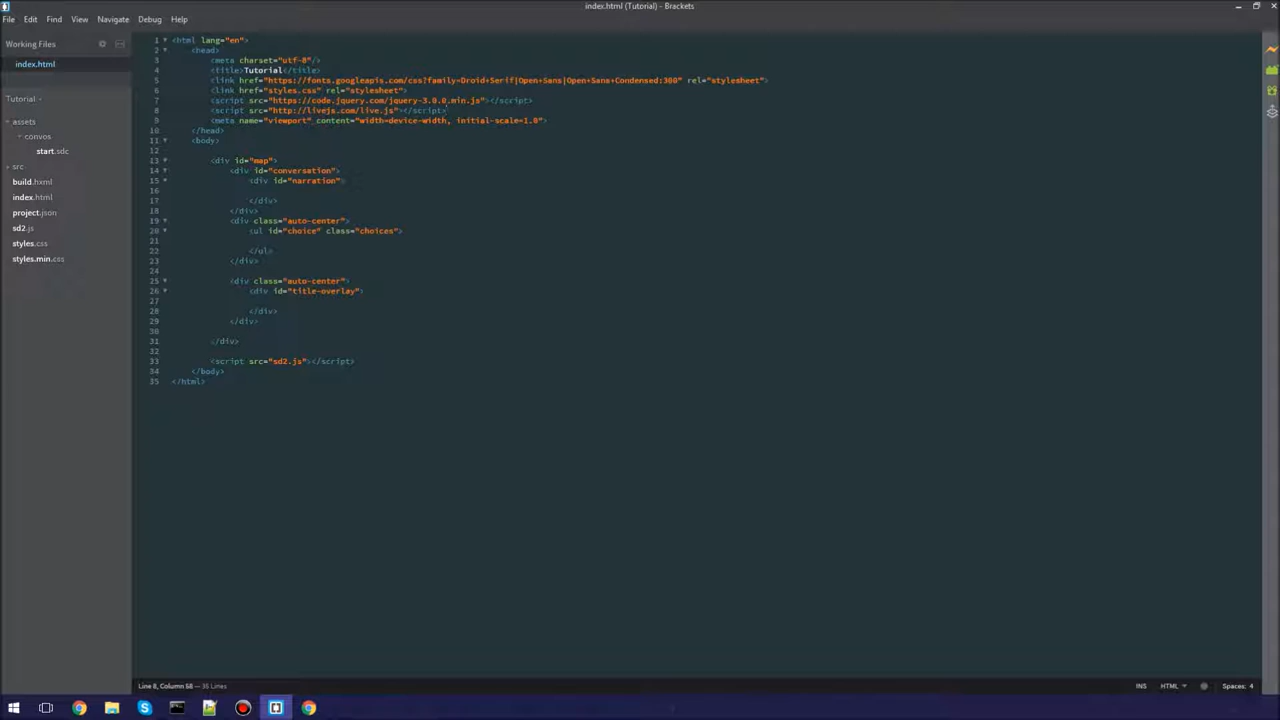 index.html (Tutorial) - Brackets
File Edit Find View Navigate Debug Help
Working Files
index.html
Tutorial
assets
convos
start.sdc
src
build.hxml
index.html
project.json
sd2.js
styles.css
styles.min.css
1 <html lang="en">
2 <head>
3 <meta charset="utf-8"/>
4 <title>Tutorial</title>
5 <link href="https://fonts.googleapis.com/css?family=Droid+Serif|Open+Sans|Open+Sans+Condensed:300" rel="stylesheet">
6 <link href="styles.css" rel="stylesheet">
7 <script src="https://code.jquery.com/jquery-3.0.0.min.js"></script>
8 <script src="http://livejs.com/live.js"></script>
9 <meta name="viewport" content="width=device-width, initial-scale=1.0">
10 </head>
11 <body>
12
13 <div id="map">
14 <div id="conversation">
15 <div id="narration">
16
17 </div>
18 </div>
19 <div class="auto-center">
20 <ul id="choice" class="choices">
21
22 </ul>
23 </div>
24
25 <div class="auto-center">
26 <div id="title-overlay">
27
28 </div>
29 </div>
30
31 </div>
32
33 <script src="sd2.js"></script>
34 </body>
35 </html>
Line 8, Column 58 — 35 Lines
INS HTML Spaces: 4